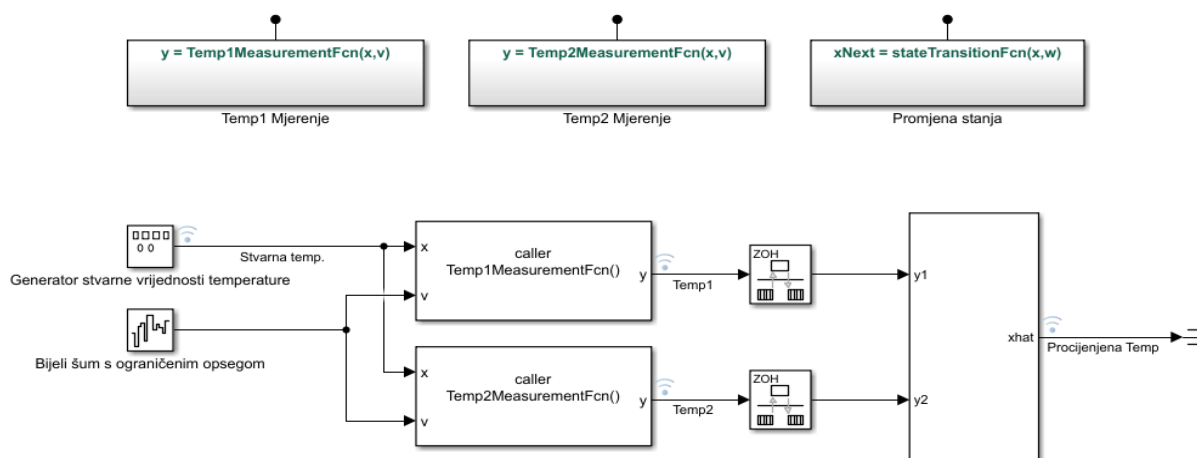 y = Temp1MeasurementFcn(x,v)
y = Temp2MeasurementFcn(x,v)
xNext = stateTransitionFcn(x,w)
Temp1 Mjerenje
Temp2 Mjerenje
Promjena stanja
Stvarna temp.
Generator stvarne vrijednosti temperature
Bijeli šum s ograničenim opsegom
x
caller
Temp1MeasurementFcn()
v
y
Temp1
ZOH
x
caller
Temp2MeasurementFcn()
v
y
Temp2
ZOH
y1
y2
xhat
Procijenjena Temp